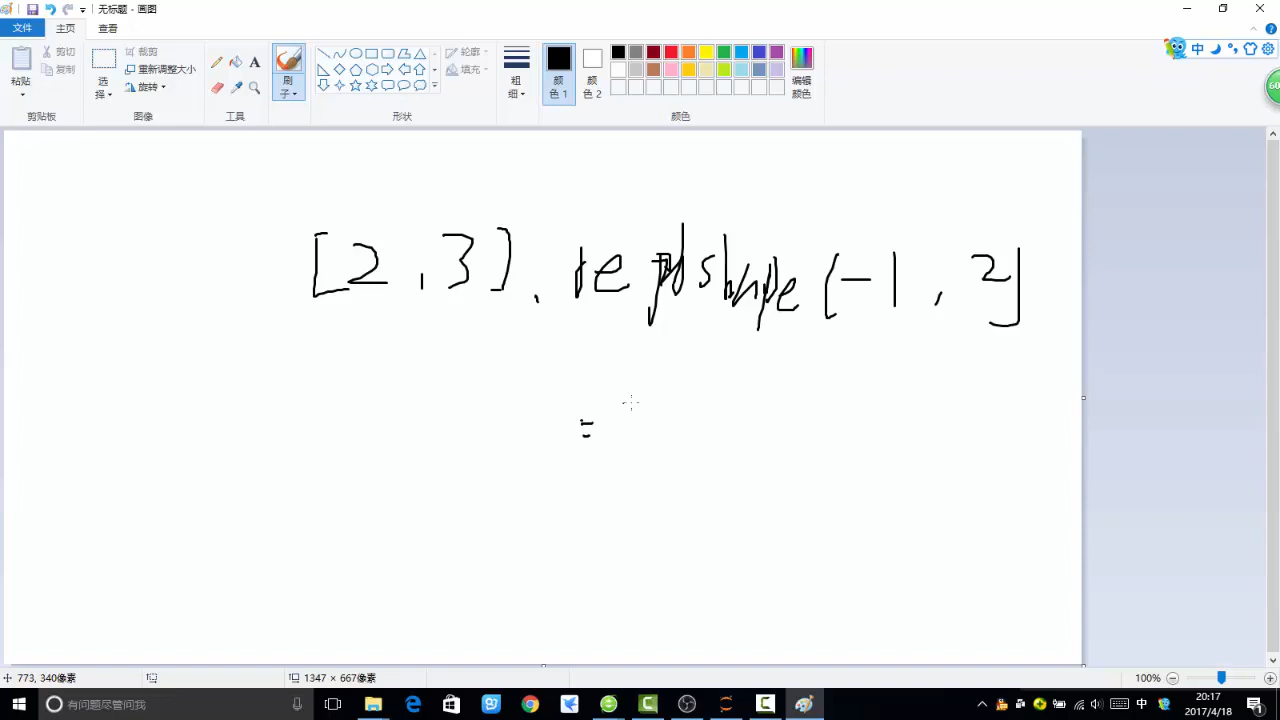 无标题 - 画图
文件 主页 查看
剪切
复制
粘贴
剪贴板
选择
裁剪
重新调整大小
旋转
图像
A
工具
轮廓
填充
形状
刷子
粗细
颜色 1
颜色 2
编辑颜色
颜色
中
60
[2,3].
(-1, 2]
=
773, 340像素
1347 × 667像素
100%
有问题尽管问我
中
20:17
2017/4/18
1